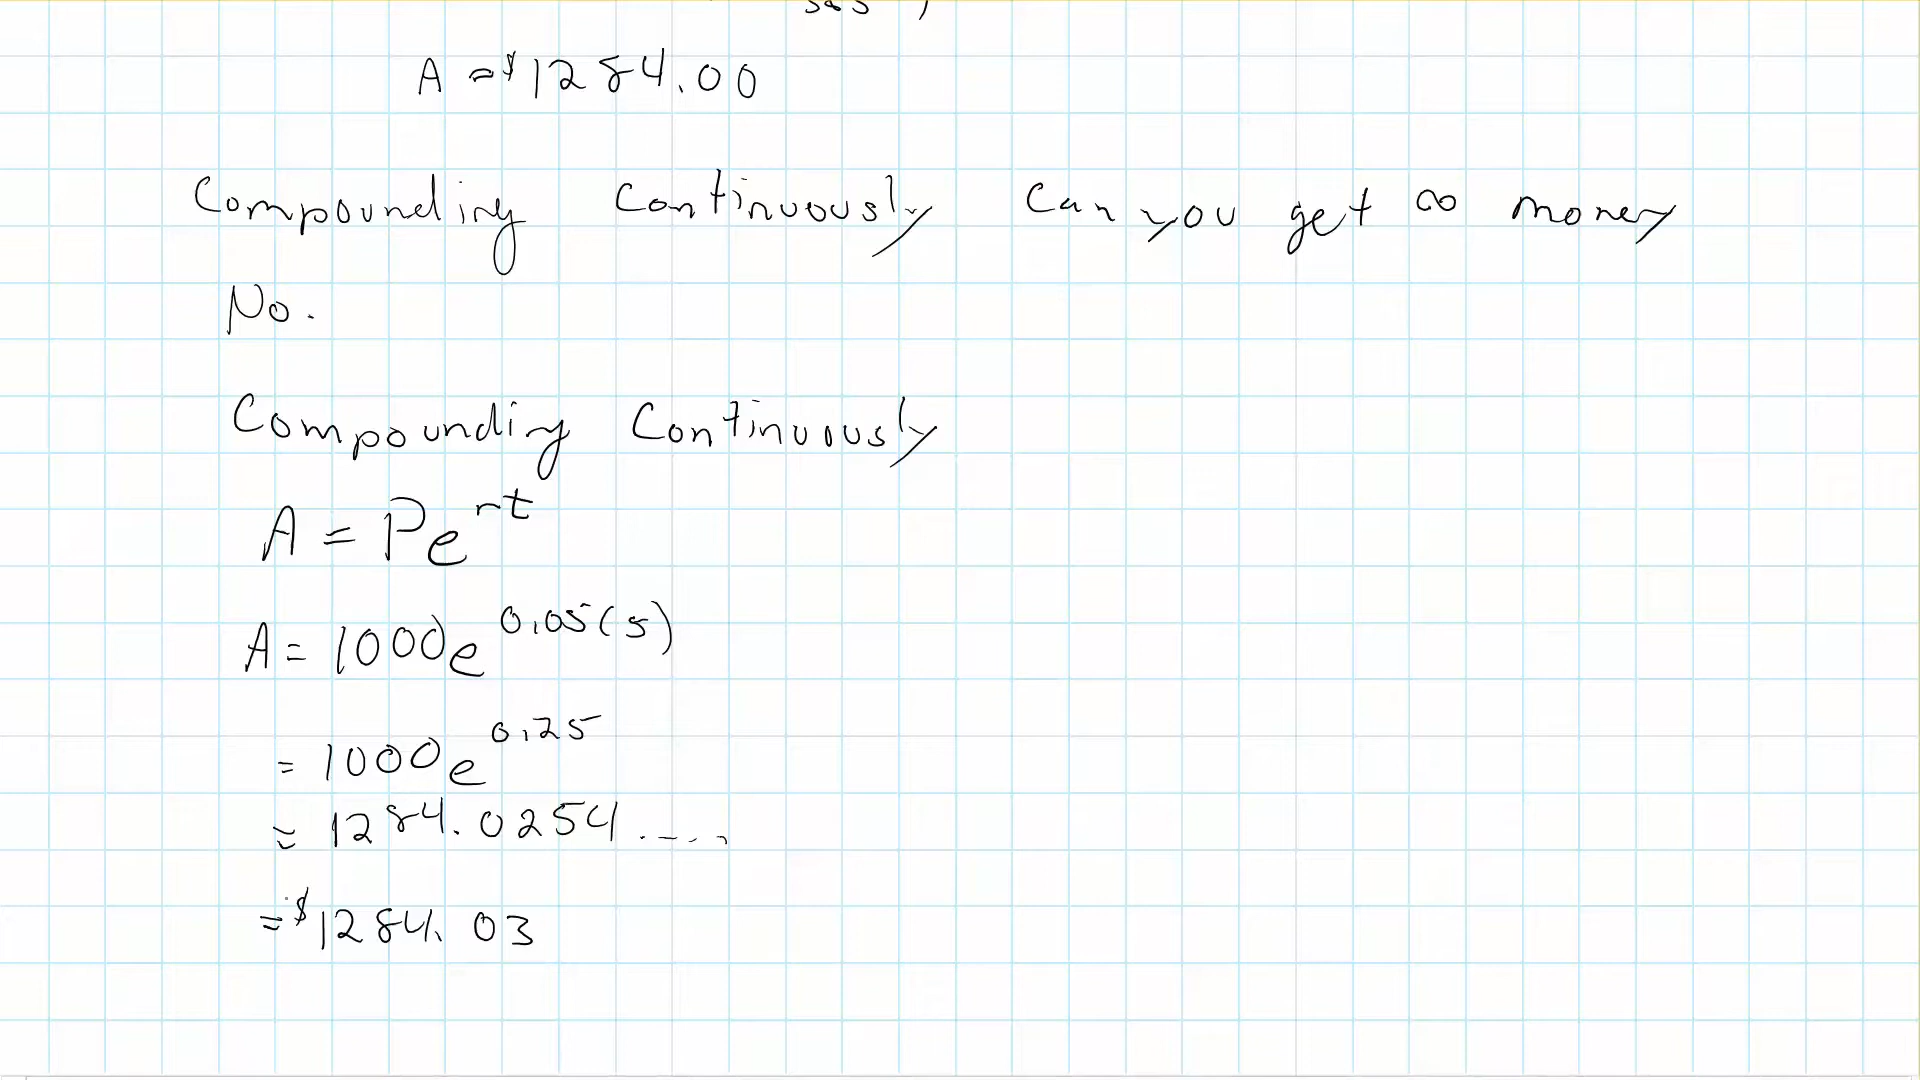 365
A = $1284.00
Compounding Continuously Can you get ∞ money
No.
Compounding Continuously
A = Pe^rt
A = 1000e^0.05(5)
= 1000e^0.25
≈ 1284.0254....
= $1284.03